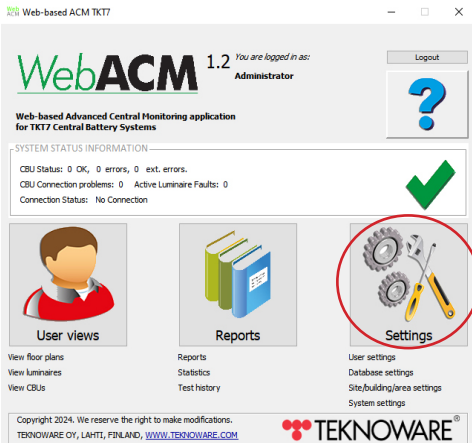 Web ACM Web-based ACM TKT7
WebACM 1.2 You are logged in as:
Administrator
Logout
?
Web-based Advanced Central Monitoring application
for TKT7 Central Battery Systems
SYSTEM STATUS INFORMATION
CBU Status: 0 OK, 0 errors, 0 ext. errors.
CBU Connection problems: 0 Active Luminaire Faults: 0
Connection Status: No Connection
User views Reports Settings
View floor plans Reports User settings
View luminaires Statistics Database settings
View CBUs Test history Site/building/area settings
System settings
Copyright 2024. We reserve the right to make modifications.
TEKNOWARE OY, LAHTI, FINLAND, WWW.TEKNOWARE.COM
TEKNOWARE®